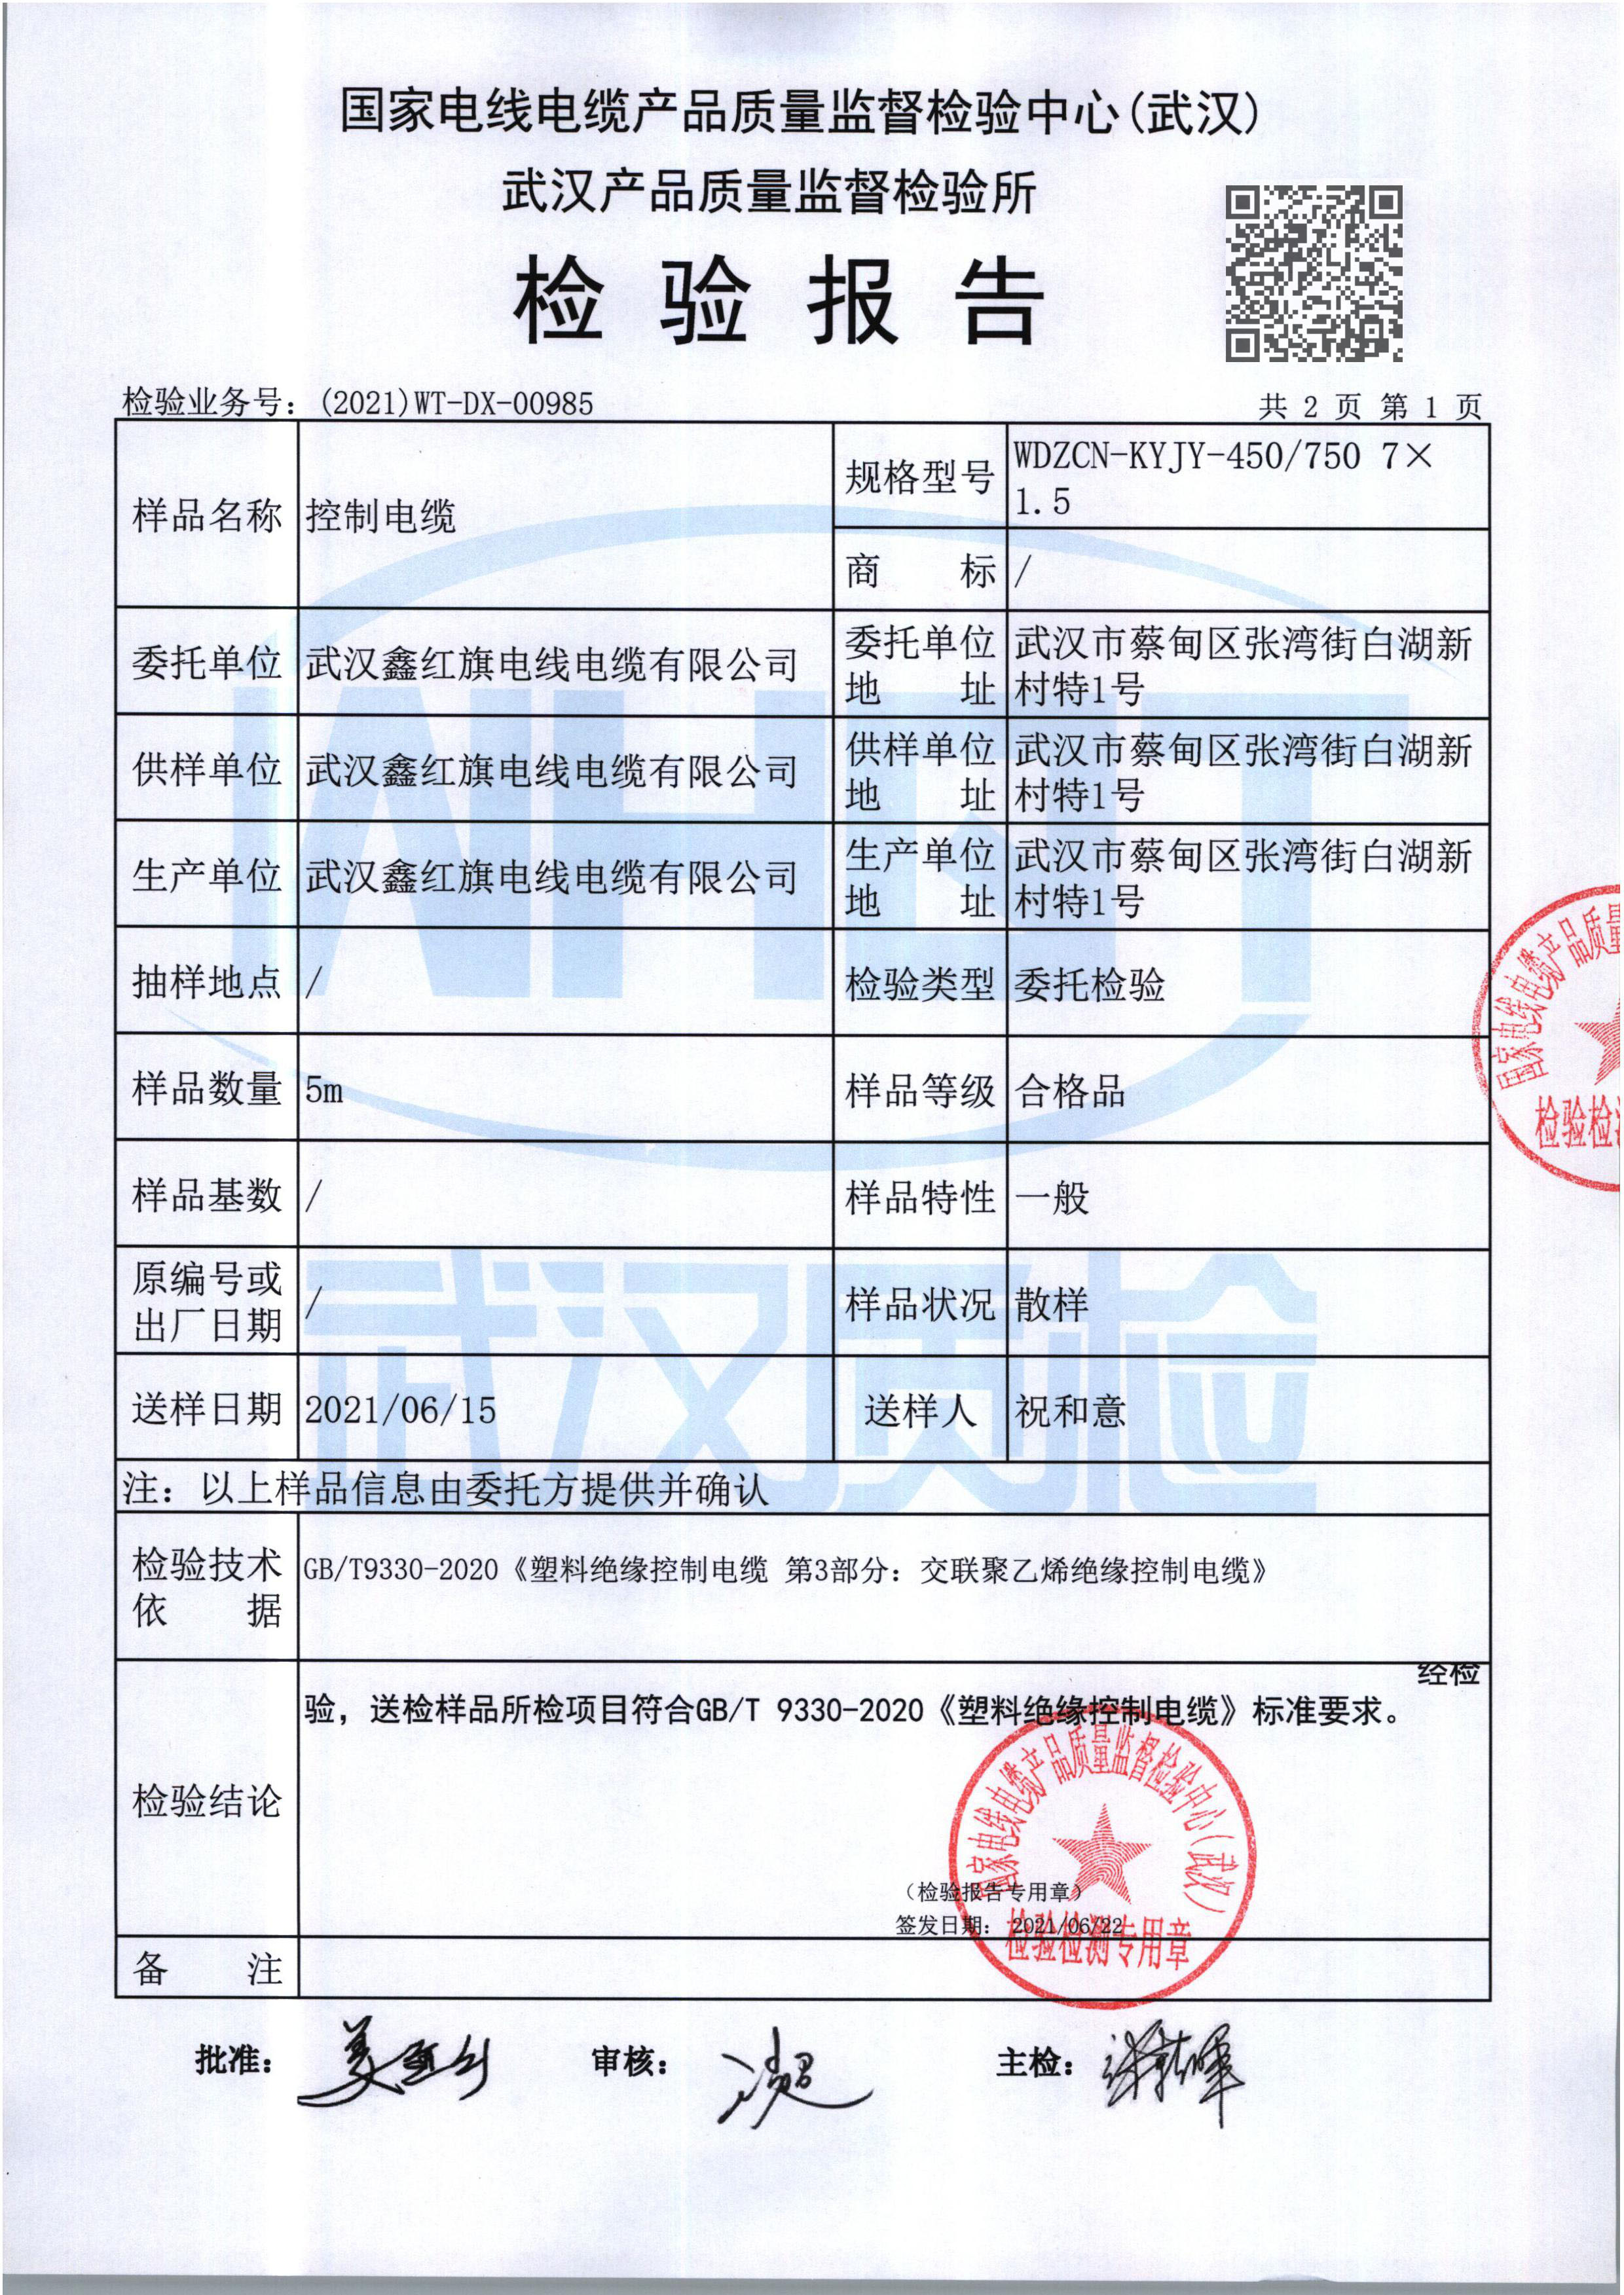 国家电线电缆产品质量监督检验中心(武汉)
武汉产品质量监督检验所
检验报告
检验业务号：(2021)WT-DX-00985
共 2 页 第 1 页
样品名称 控制电缆
规格型号 WDZCN-KYJY-450/750 7×
1.5
商 标 /
委托单位 武汉鑫红旗电线电缆有限公司
委托单位 武汉市蔡甸区张湾街白湖新
地 址 村特1号
供样单位 武汉鑫红旗电线电缆有限公司
供样单位 武汉市蔡甸区张湾街白湖新
地 址 村特1号
生产单位 武汉鑫红旗电线电缆有限公司
生产单位 武汉市蔡甸区张湾街白湖新
地 址 村特1号
抽样地点 / 检验类型 委托检验
样品数量 5m 样品等级 合格品
样品基数 / 样品特性 一般
原编号或
出厂日期 /
样品状况 散样
送样日期 2021/06/15 送样人 祝和意
注：以上样品信息由委托方提供并确认
检验技术
依 据
GB/T9330-2020《塑料绝缘控制电缆 第3部分：交联聚乙烯绝缘控制电缆》
检验结论
经检
验，送检样品所检项目符合GB/T 9330-2020《塑料绝缘控制电缆》标准要求。
（检验报告专用章）
签发日期： 2021/06/22
国家电线电缆产品质量监督检验中心(武汉)
检验检测专用章
备 注
批准：
审核：
主检：
国家电线电缆产品质量
检验检测
WHQT
武汉质检